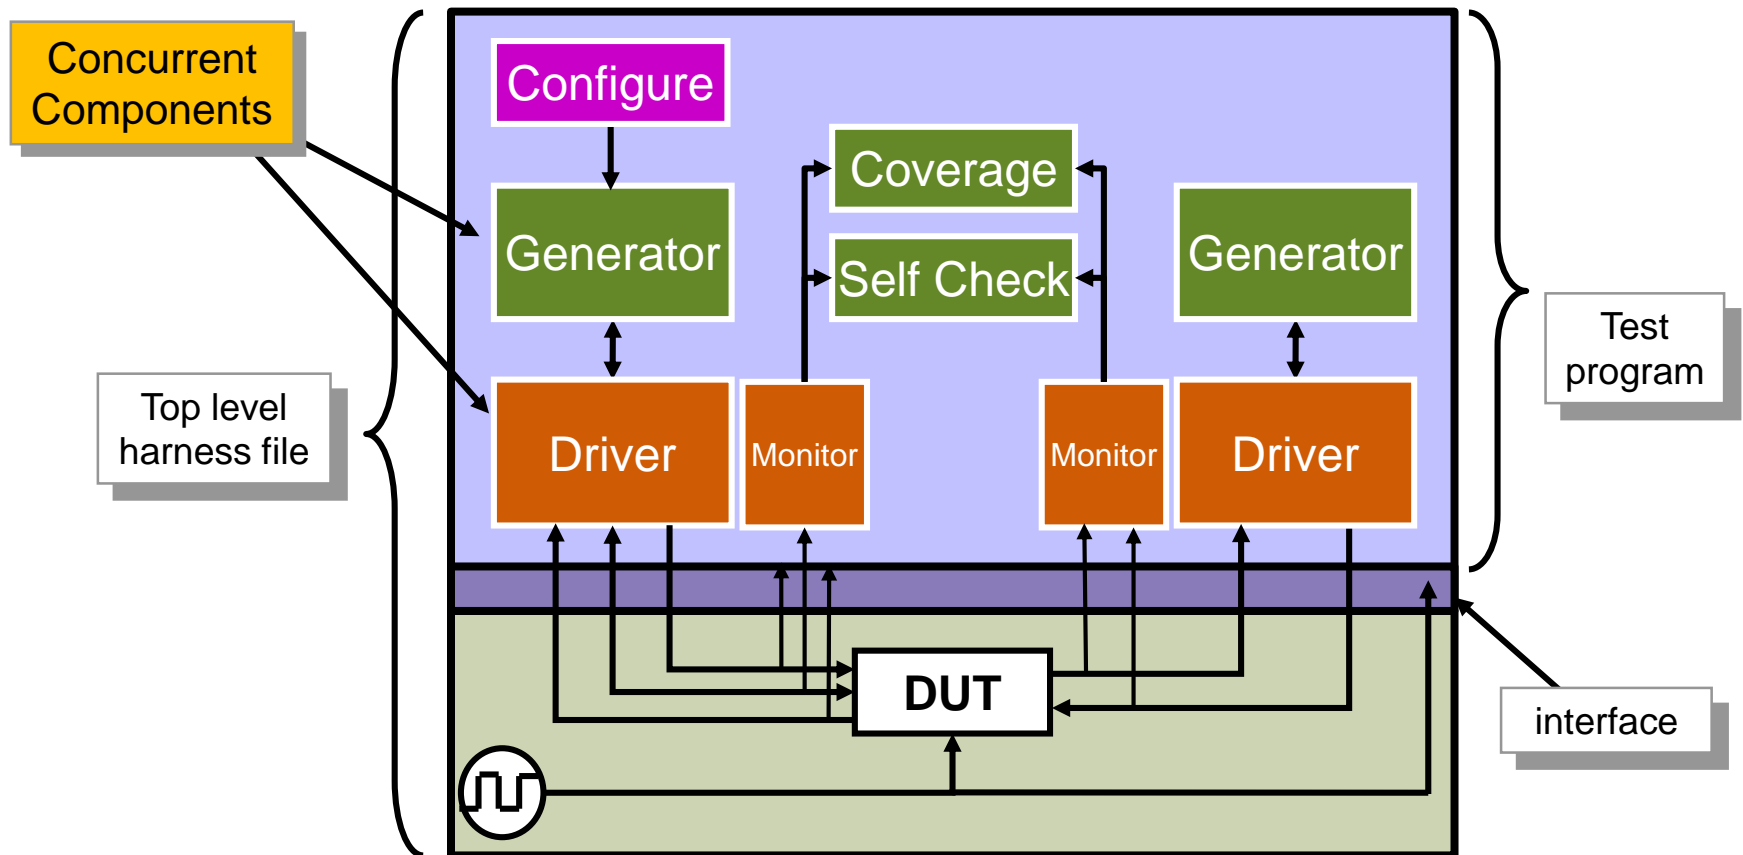 Concurrent
Components
Configure
Coverage
Generator
Self Check
Generator
Test
program
Top level
harness file
Driver
Monitor
Monitor
Driver
DUT
interface